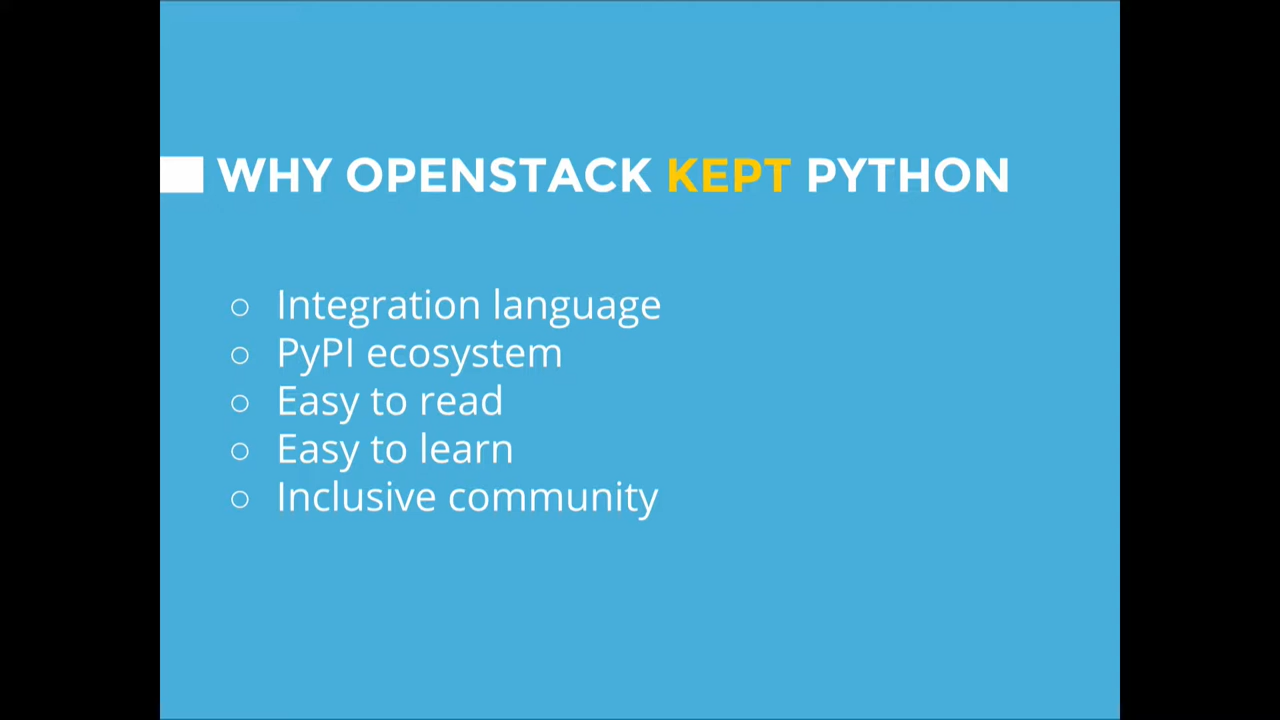 WHY OPENSTACK KEPT PYTHON
○ Integration language
○ PyPI ecosystem
○ Easy to read
○ Easy to learn
○ Inclusive community